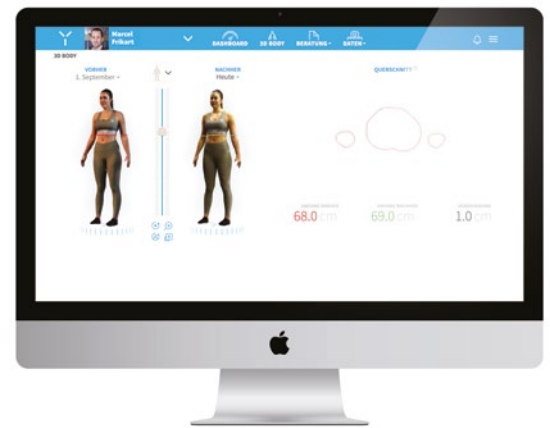 Marcel
Frikart
DASHBOARD
3D BODY
BERATUNG
DATEN
3D BODY
VORHER
1. September
NACHHER
Heute
QUERSCHNITT
68.0 cm
69.0 cm
1.0 cm